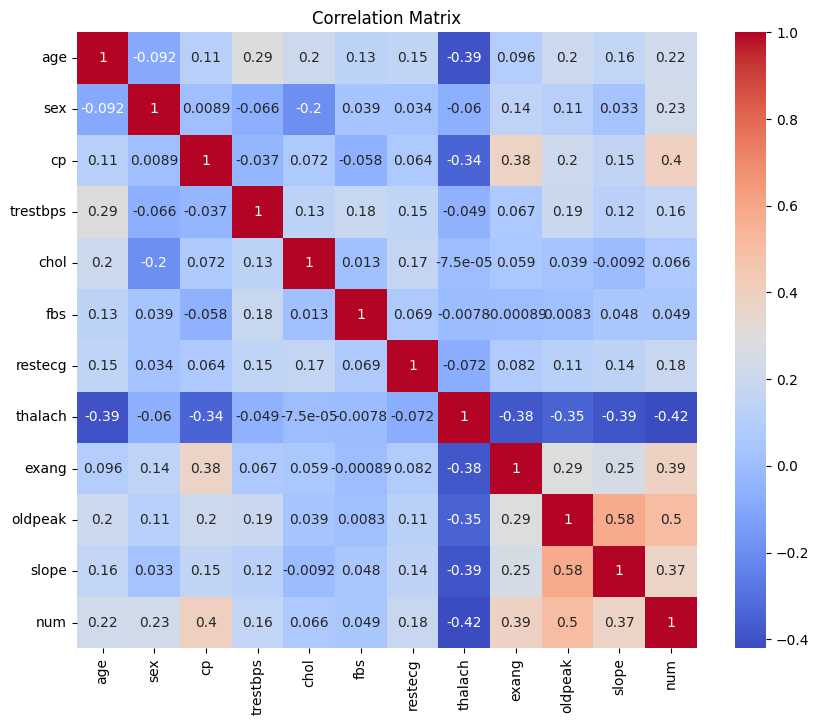 Correlation Matrix
age 1 -0.092 0.11 0.29 0.2 0.13 0.15 -0.39 0.096 0.2 0.16 0.22
sex -0.092 1 0.0089 -0.066 -0.2 0.039 0.034 -0.06 0.14 0.11 0.033 0.23
cp 0.11 0.0089 1 -0.037 0.072 -0.058 0.064 -0.34 0.38 0.2 0.15 0.4
trestbps 0.29 -0.066 -0.037 1 0.13 0.18 0.15 -0.049 0.067 0.19 0.12 0.16
chol 0.2 -0.2 0.072 0.13 1 0.013 0.17 -7.5e-05 0.059 0.039 -0.0092 0.066
fbs 0.13 0.039 -0.058 0.18 0.013 1 0.069 -0.0078 -0.00089 0.0083 0.048 0.049
restecg 0.15 0.034 0.064 0.15 0.17 0.069 1 -0.072 0.082 0.11 0.14 0.18
thalach -0.39 -0.06 -0.34 -0.049 -7.5e-05 -0.0078 -0.072 1 -0.38 -0.35 -0.39 -0.42
exang 0.096 0.14 0.38 0.067 0.059 -0.00089 0.082 -0.38 1 0.29 0.25 0.39
oldpeak 0.2 0.11 0.2 0.19 0.039 0.0083 0.11 -0.35 0.29 1 0.58 0.5
slope 0.16 0.033 0.15 0.12 -0.0092 0.048 0.14 -0.39 0.25 0.58 1 0.37
num 0.22 0.23 0.4 0.16 0.066 0.049 0.18 -0.42 0.39 0.5 0.37 1
age sex cp trestbps chol fbs restecg thalach exang oldpeak slope num
1.0
0.8
0.6
0.4
0.2
0.0
−0.2
−0.4